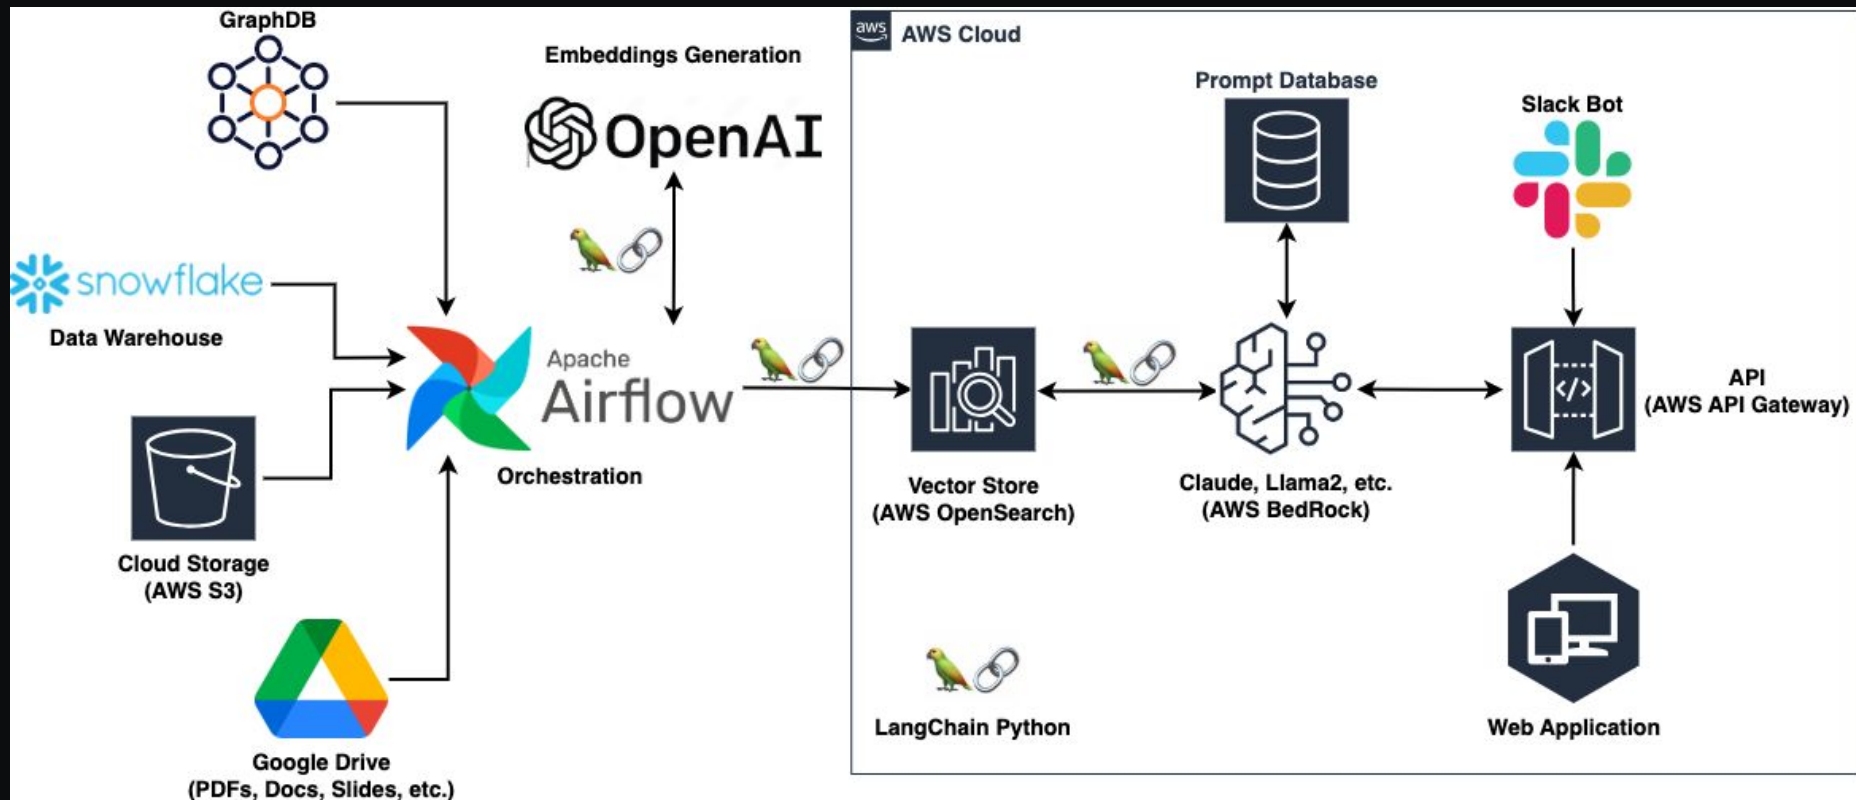 GraphDB
Embeddings Generation
OpenAI
snowflake
Data Warehouse
Apache
Airflow
Orchestration
Cloud Storage
(AWS S3)
Google Drive
(PDFs, Docs, Slides, etc.)
aws
AWS Cloud
Prompt Database
Slack Bot
Vector Store
(AWS OpenSearch)
Claude, Llama2, etc.
(AWS BedRock)
</>
API
(AWS API Gateway)
LangChain Python
Web Application